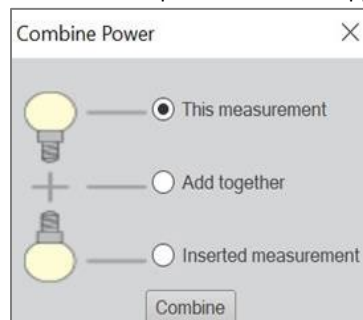 Combine Power
This measurement
Add together
Inserted measurement
Combine